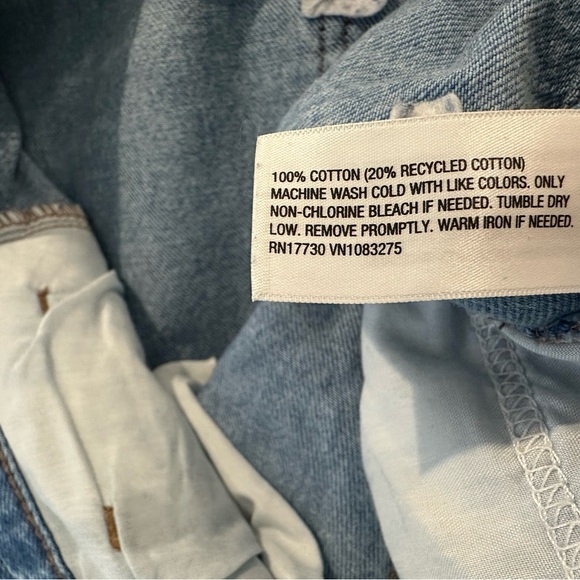 100% COTTON (20% RECYCLED COTTON)
MACHINE WASH COLD WITH LIKE COLORS. ONLY
NON-CHLORINE BLEACH IF NEEDED. TUMBLE DRY
LOW. REMOVE PROMPTLY. WARM IRON IF NEEDED.
RN17730 VN1083275